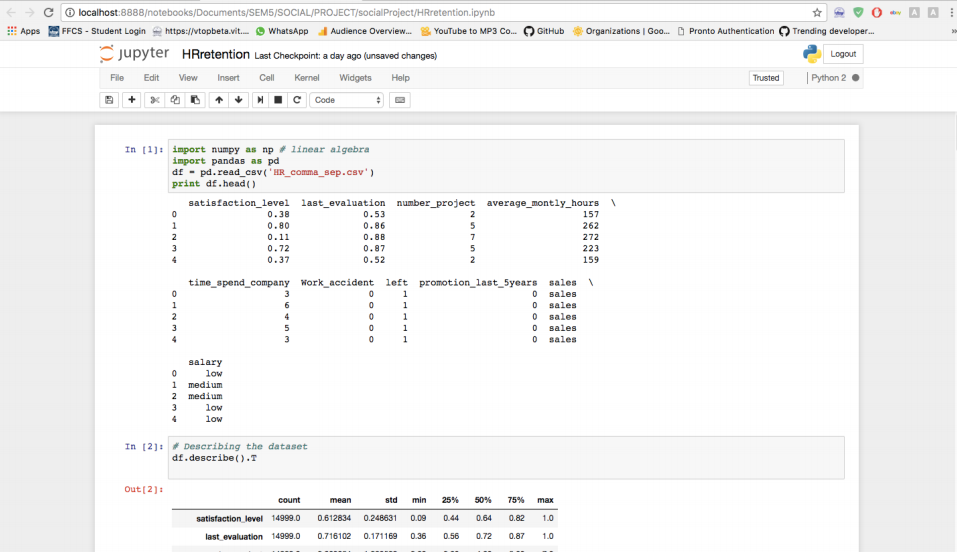 localhost:8888/notebooks/Documents/SEM5/SOCIAL/PROJECT/socialProject/HRretention.ipynb
Apps FFCS - Student Login https://vtopbeta.vit.... WhatsApp Audience Overview... YouTube to MP3 Co... GitHub Organizations | Goo... Pronto Authentication Trending developer... »
jupyter HRretention Last Checkpoint: a day ago (unsaved changes) Logout
File Edit View Insert Cell Kernel Widgets Help Trusted Python 2
Code
In [1]: import numpy as np # linear algebra
import pandas as pd
df = pd.read_csv('HR_comma_sep.csv')
print df.head()
satisfaction_level last_evaluation number_project average_montly_hours \
0 0.38 0.53 2 157
1 0.80 0.86 5 262
2 0.11 0.88 7 272
3 0.72 0.87 5 223
4 0.37 0.52 2 159
time_spend_company Work_accident left promotion_last_5years sales \
0 3 0 1 0 sales
1 6 0 1 0 sales
2 4 0 1 0 sales
3 5 0 1 0 sales
4 3 0 1 0 sales
salary
0 low
1 medium
2 medium
3 low
4 low
In [2]: # Describing the dataset
df.describe().T
Out[2]:
count mean std min 25% 50% 75% max
satisfaction_level 14999.0 0.612834 0.248631 0.09 0.44 0.64 0.82 1.0
last_evaluation 14999.0 0.716102 0.171169 0.36 0.56 0.72 0.87 1.0